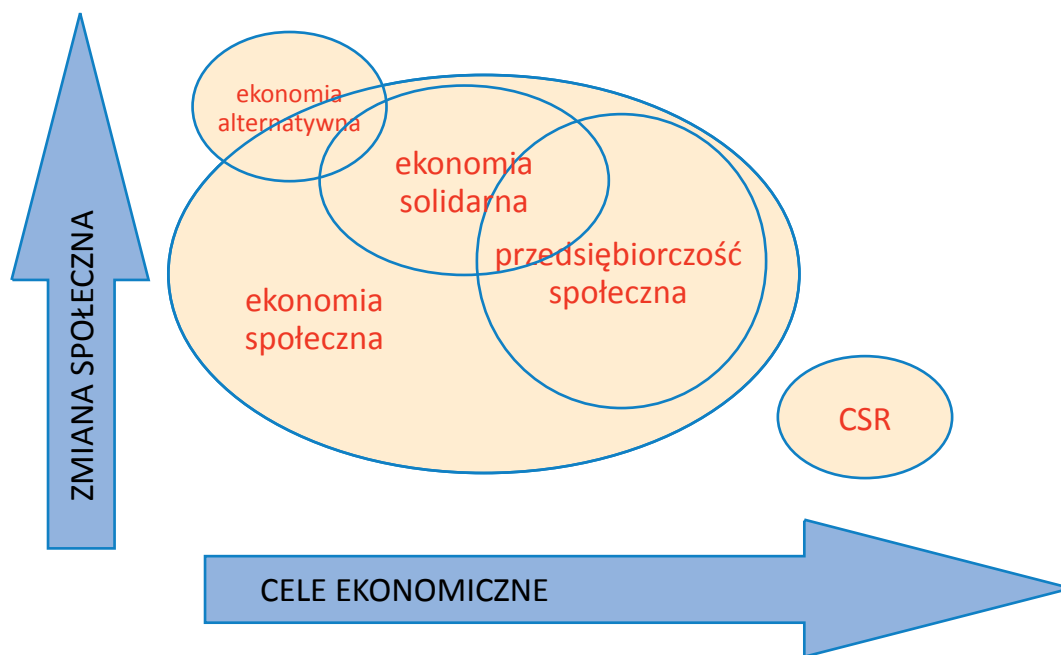 ekonomia
alternatywna
ekonomia
solidarna
przedsiębiorczość
społeczna
ekonomia
społeczna
CSR
ZMIANA SPOŁECZNA
CELE EKONOMICZNE